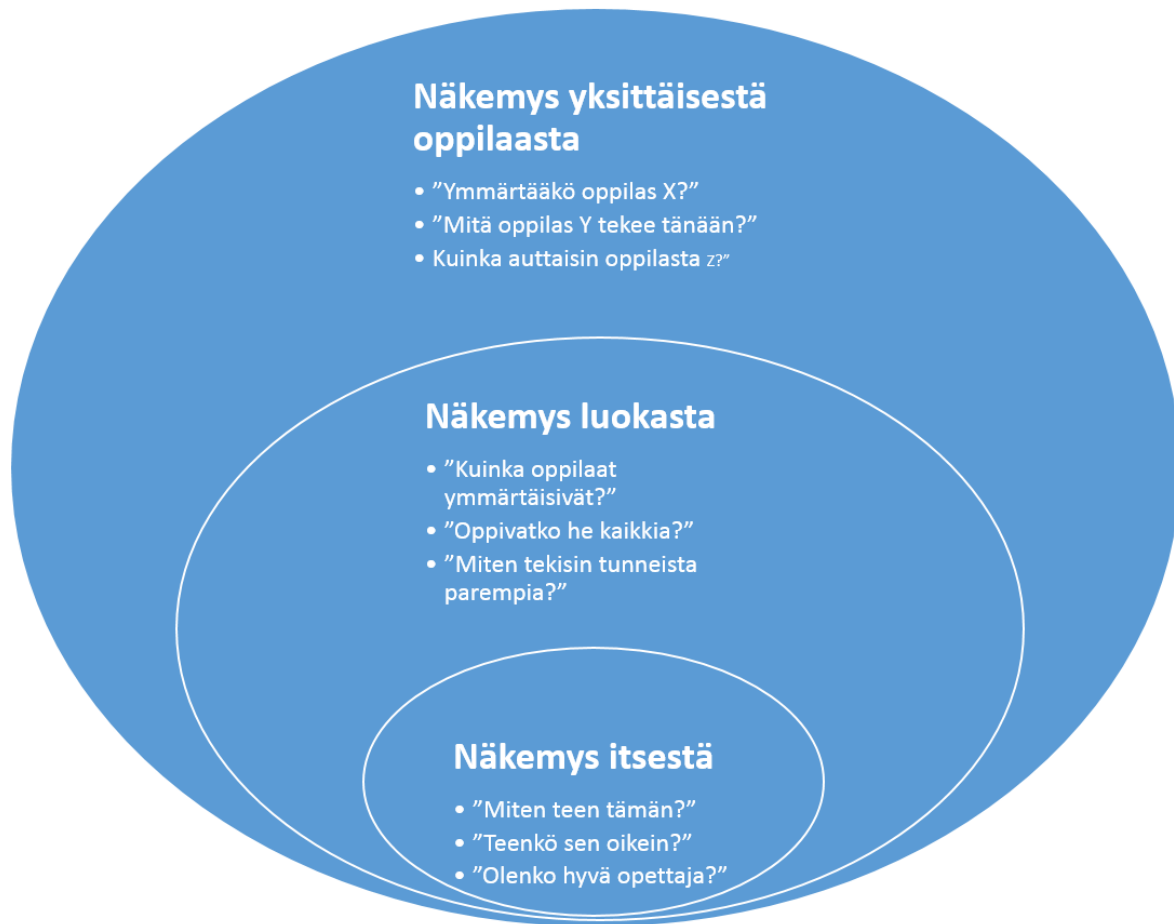 Näkemys yksittäisestä
oppilaasta
• ”Ymmärtääkö oppilas X?”
• ”Mitä oppilas Y tekee tänään?”
• Kuinka auttaisin oppilasta Z?”
Näkemys luokasta
• ”Kuinka oppilaat
ymmärtäisivät?”
• ”Oppivatko he kaikkia?”
• ”Miten tekisin tunneista
parempia?”
Näkemys itsestä
• ”Miten teen tämän?”
• ”Teenkö sen oikein?”
• ”Olenko hyvä opettaja?”